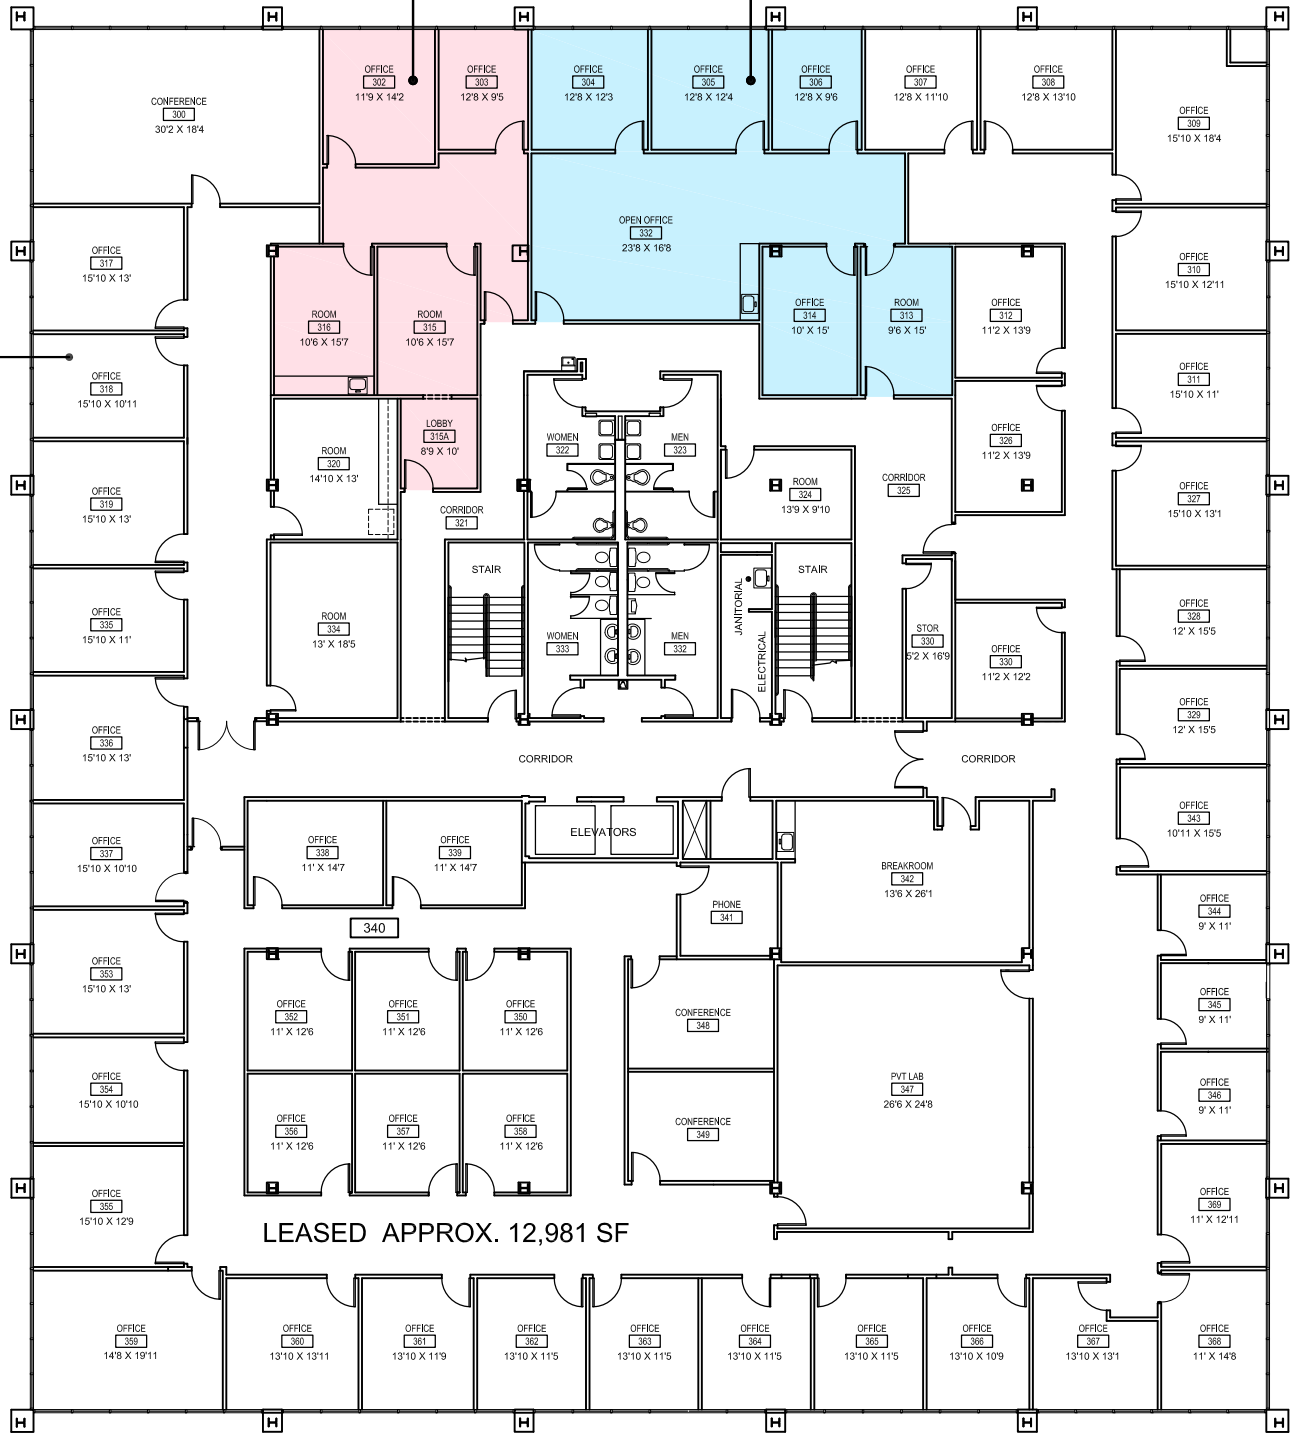 CONFERENCE
300
30'2 X 18'4
OFFICE
302
11'9 X 14'2
OFFICE
303
12'8 X 9'5
OFFICE
304
12'8 X 12'3
OFFICE
305
12'8 X 12'4
OFFICE
306
12'8 X 9'6
OFFICE
307
12'8 X 11'10
OFFICE
308
12'8 X 13'10
OFFICE
309
15'10 X 18'4
OFFICE
317
15'10 X 13'
OPEN OFFICE
332
23'8 X 16'8
OFFICE
310
15'10 X 12'11
ROOM
316
10'6 X 15'7
ROOM
315
10'6 X 15'7
OFFICE
314
10' X 15'
ROOM
313
9'6 X 15'
OFFICE
312
11'2 X 13'9
OFFICE
318
15'10 X 10'11
OFFICE
311
15'10 X 11'
LOBBY
315A
8'9 X 10'
WOMEN
322
MEN
323
OFFICE
326
11'2 X 13'9
ROOM
320
14'10 X 13'
ROOM
324
13'9 X 9'10
CORRIDOR
325
OFFICE
319
15'10 X 13'
OFFICE
327
15'10 X 13'1
CORRIDOR
321
STAIR
STAIR
OFFICE
335
15'10 X 11'
ROOM
334
13' X 18'5
WOMEN
333
MEN
332
JANITORIAL
ELECTRICAL
STOR
330
5'2 X 16'9
OFFICE
330
11'2 X 12'2
OFFICE
328
12' X 15'5
OFFICE
329
12' X 15'5
OFFICE
336
15'10 X 13'
CORRIDOR
CORRIDOR
OFFICE
343
10'11 X 15'5
OFFICE
337
15'10 X 10'10
OFFICE
338
11' X 14'7
OFFICE
339
11' X 14'7
ELEVATORS
BREAKROOM
342
13'6 X 26'1
PHONE
341
OFFICE
344
9' X 11'
340
OFFICE
353
15'10 X 13'
OFFICE
352
11' X 12'6
OFFICE
351
11' X 12'6
OFFICE
350
11' X 12'6
CONFERENCE
348
OFFICE
345
9' X 11'
OFFICE
354
15'10 X 10'10
PVT LAB
347
26'6 X 24'8
OFFICE
346
9' X 11'
OFFICE
356
11' X 12'6
OFFICE
357
11' X 12'6
OFFICE
358
11' X 12'6
CONFERENCE
349
OFFICE
355
15'10 X 12'9
OFFICE
369
11' X 12'11
LEASED APPROX. 12,981 SF
OFFICE
359
14'8 X 19'11
OFFICE
360
13'10 X 13'11
OFFICE
361
13'10 X 11'9
OFFICE
362
13'10 X 11'5
OFFICE
363
13'10 X 11'5
OFFICE
364
13'10 X 11'5
OFFICE
365
13'10 X 11'5
OFFICE
366
13'10 X 10'9
OFFICE
367
13'10 X 13'1
OFFICE
368
11' X 14'8